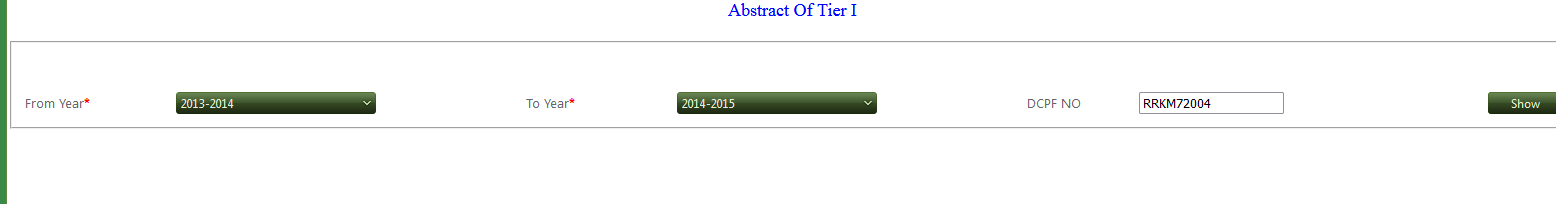 Abstract Of Tier I
From Year* 2013-2014 To Year* 2014-2015 DCPF NO RRKM72004 Show